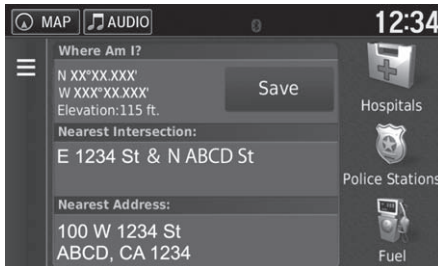 MAP AUDIO 12:34
Where Am I?
N XX°XX.XXX'
W XXX°XX.XXX'
Elevation:115 ft.
Save
Nearest Intersection:
E 1234 St & N ABCD St
Nearest Address:
100 W 1234 St
ABCD, CA 1234
Hospitals
Police Stations
Fuel